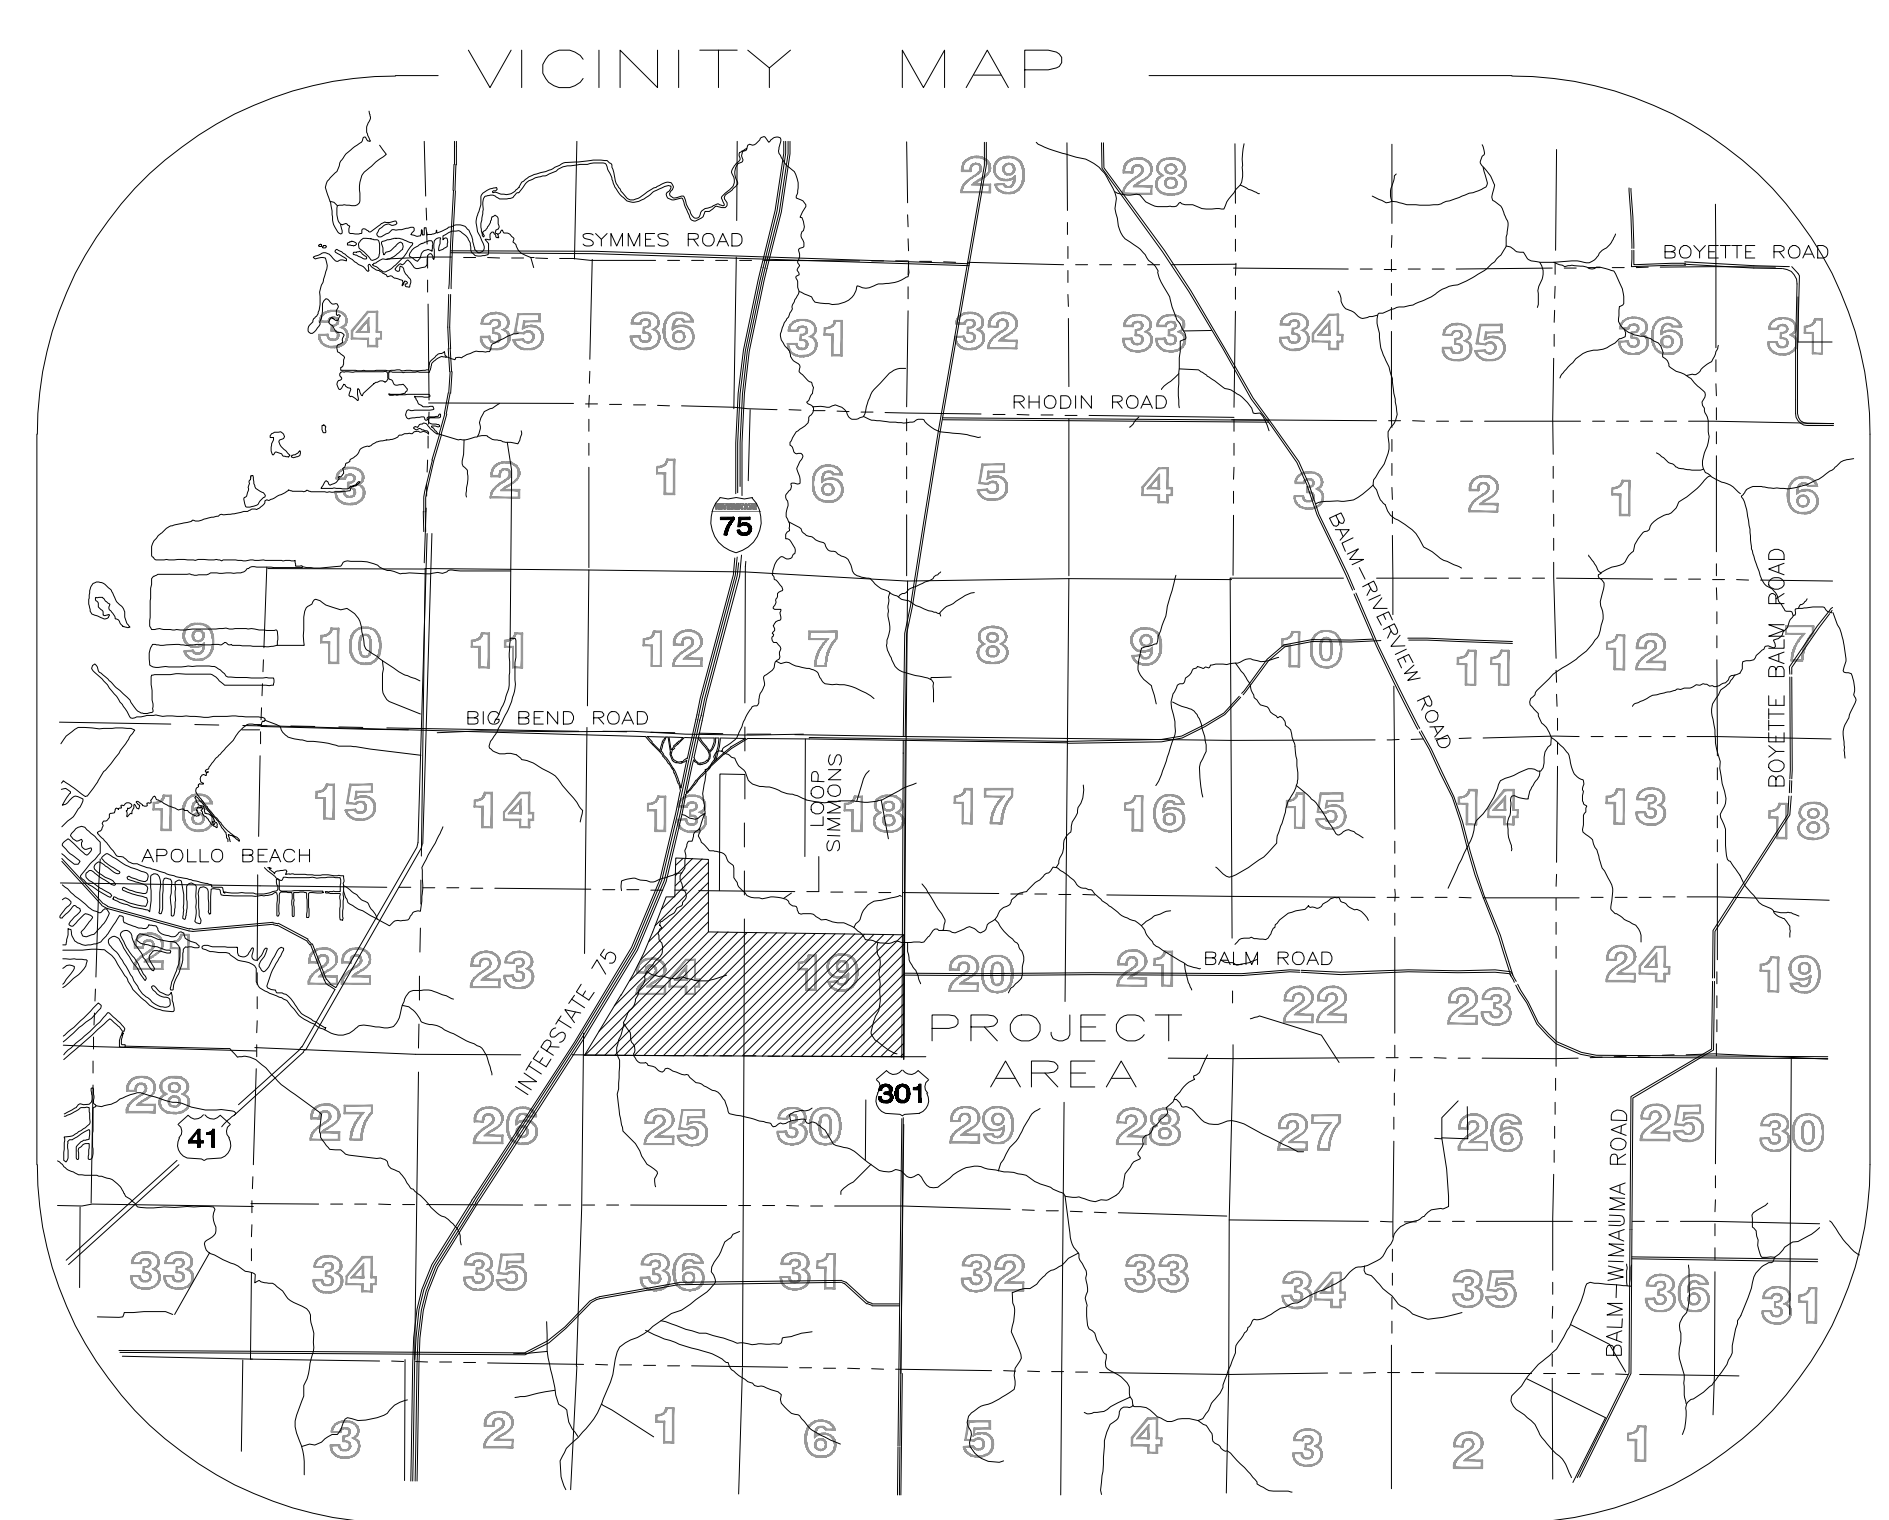 VICINITY MAP
29 28
SYMMES ROAD
BOYETTE ROAD
34 35 36 31 32 33 34 35 36 31
RHODIN ROAD
3 2 1 6 5 4 3 2 1 6
75
BALM-RIVERVIEW ROAD
BOYETTE BALM ROAD
9 10 11 12 7 8 9 10 11 12 7
BIG BEND ROAD
LOOP
SIMMONS
16 15 14 13 18 17 16 15 14 13 18
APOLLO BEACH
21 22 23 24 19 20 21 22 23 24 19
BALM ROAD
INTERSTATE 75
PROJECT
AREA
301
41
28 27 26 25 30 29 28 27 26 25 30
BALM-WIMAUMA ROAD
33 34 35 36 31 32 33 34 35 36 31
3 2 1 6 5 4 3 2 1